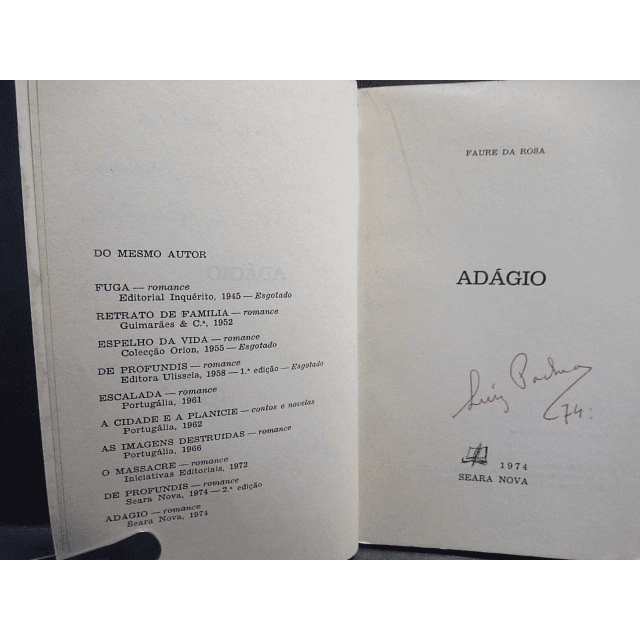 DO MESMO AUTOR
FUGA — romance
Editorial Inquérito, 1945 — Esgotado
RETRATO DE FAMILIA — romance
Guimarães & C.ª, 1952
ESPELHO DA VIDA — romance
Colecção Orion, 1955 — Esgotado
DE PROFUNDIS — romance
Editora Ulisseia, 1958 — 1.ª edição — Esgotado
ESCALADA — romance
Portugália, 1961
A CIDADE E A PLANICIE — contos e novelas
Portugália, 1962
AS IMAGENS DESTRUIDAS — romance
Portugália, 1966
O MASSACRE — romance
Iniciativas Editoriais, 1972
DE PROFUNDIS — romance
Seara Nova, 1974 — 2.ª edição
ADAGIO — romance
Seara Nova, 1974
FAURE DA ROSA
ADÁGIO
Luiz
74
1974
SEARA NOVA